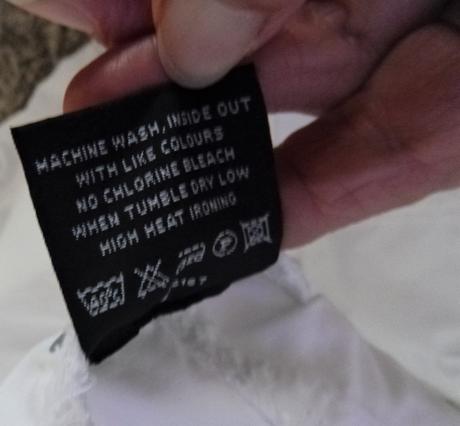 MACHINE WASH, INSIDE OUT
WITH LIKE COLOURS
NO CHLORINE BLEACH
WHEN TUMBLE DRY LOW
HIGH HEAT IRONING
P